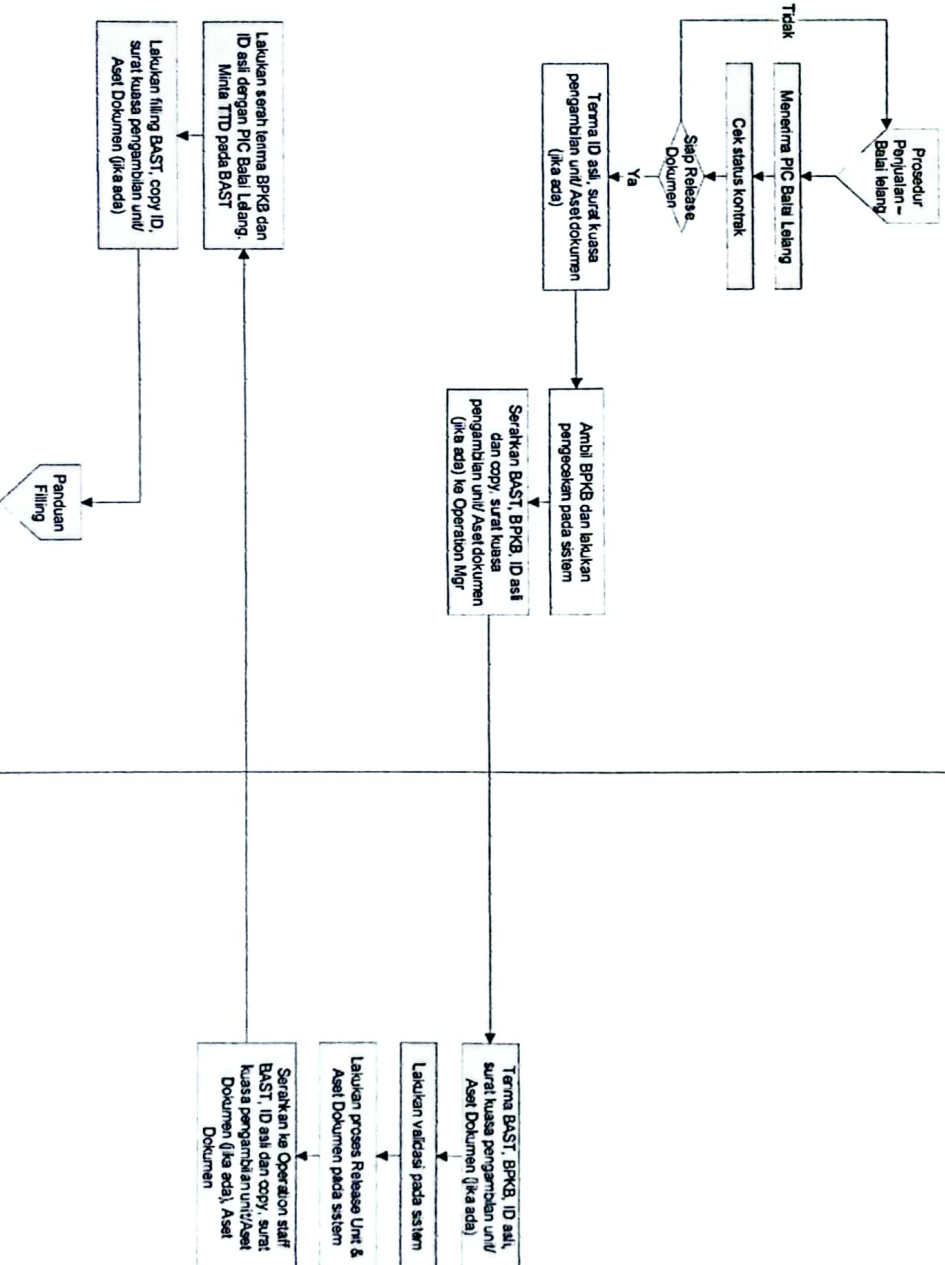 Prosedur
Penjualan –
Balai lelang
Menerima PIC Balai Lelang
Cek status kontrak
Siap Release
Dokumen
Tidak
Ya
Terima ID asli, surat kuasa
pengambilan unit/ Aset dokumen
(jika ada)
Ambil BPKB dan lakukan
pengecekan pada sistem
Serahkan BAST, BPKB, ID asli
dan copy, surat kuasa
pengambilan unit/ Aset dokumen
(jika ada) ke Operation Mgr
Terima BAST, BPKB, ID asli,
surat kuasa pengambilan unit/
Aset Dokumen (jika ada)
Lakukan validasi pada sistem
Lakukan proses Release Unit &
Aset Dokumen pada sistem
Serahkan ke Operation staff
BAST, ID asli dan copy, surat
kuasa pengambilan unit/Aset
Dokumen (jika ada), Aset
Dokumen
Lakukan serah terima BPKB dan
ID asli dengan PIC Balai Lelang.
Minta TTD pada BAST
Lakukan filling BAST, copy ID,
surat kuasa pengambilan unit/
Aset Dokumen (jika ada)
Panduan
Filling